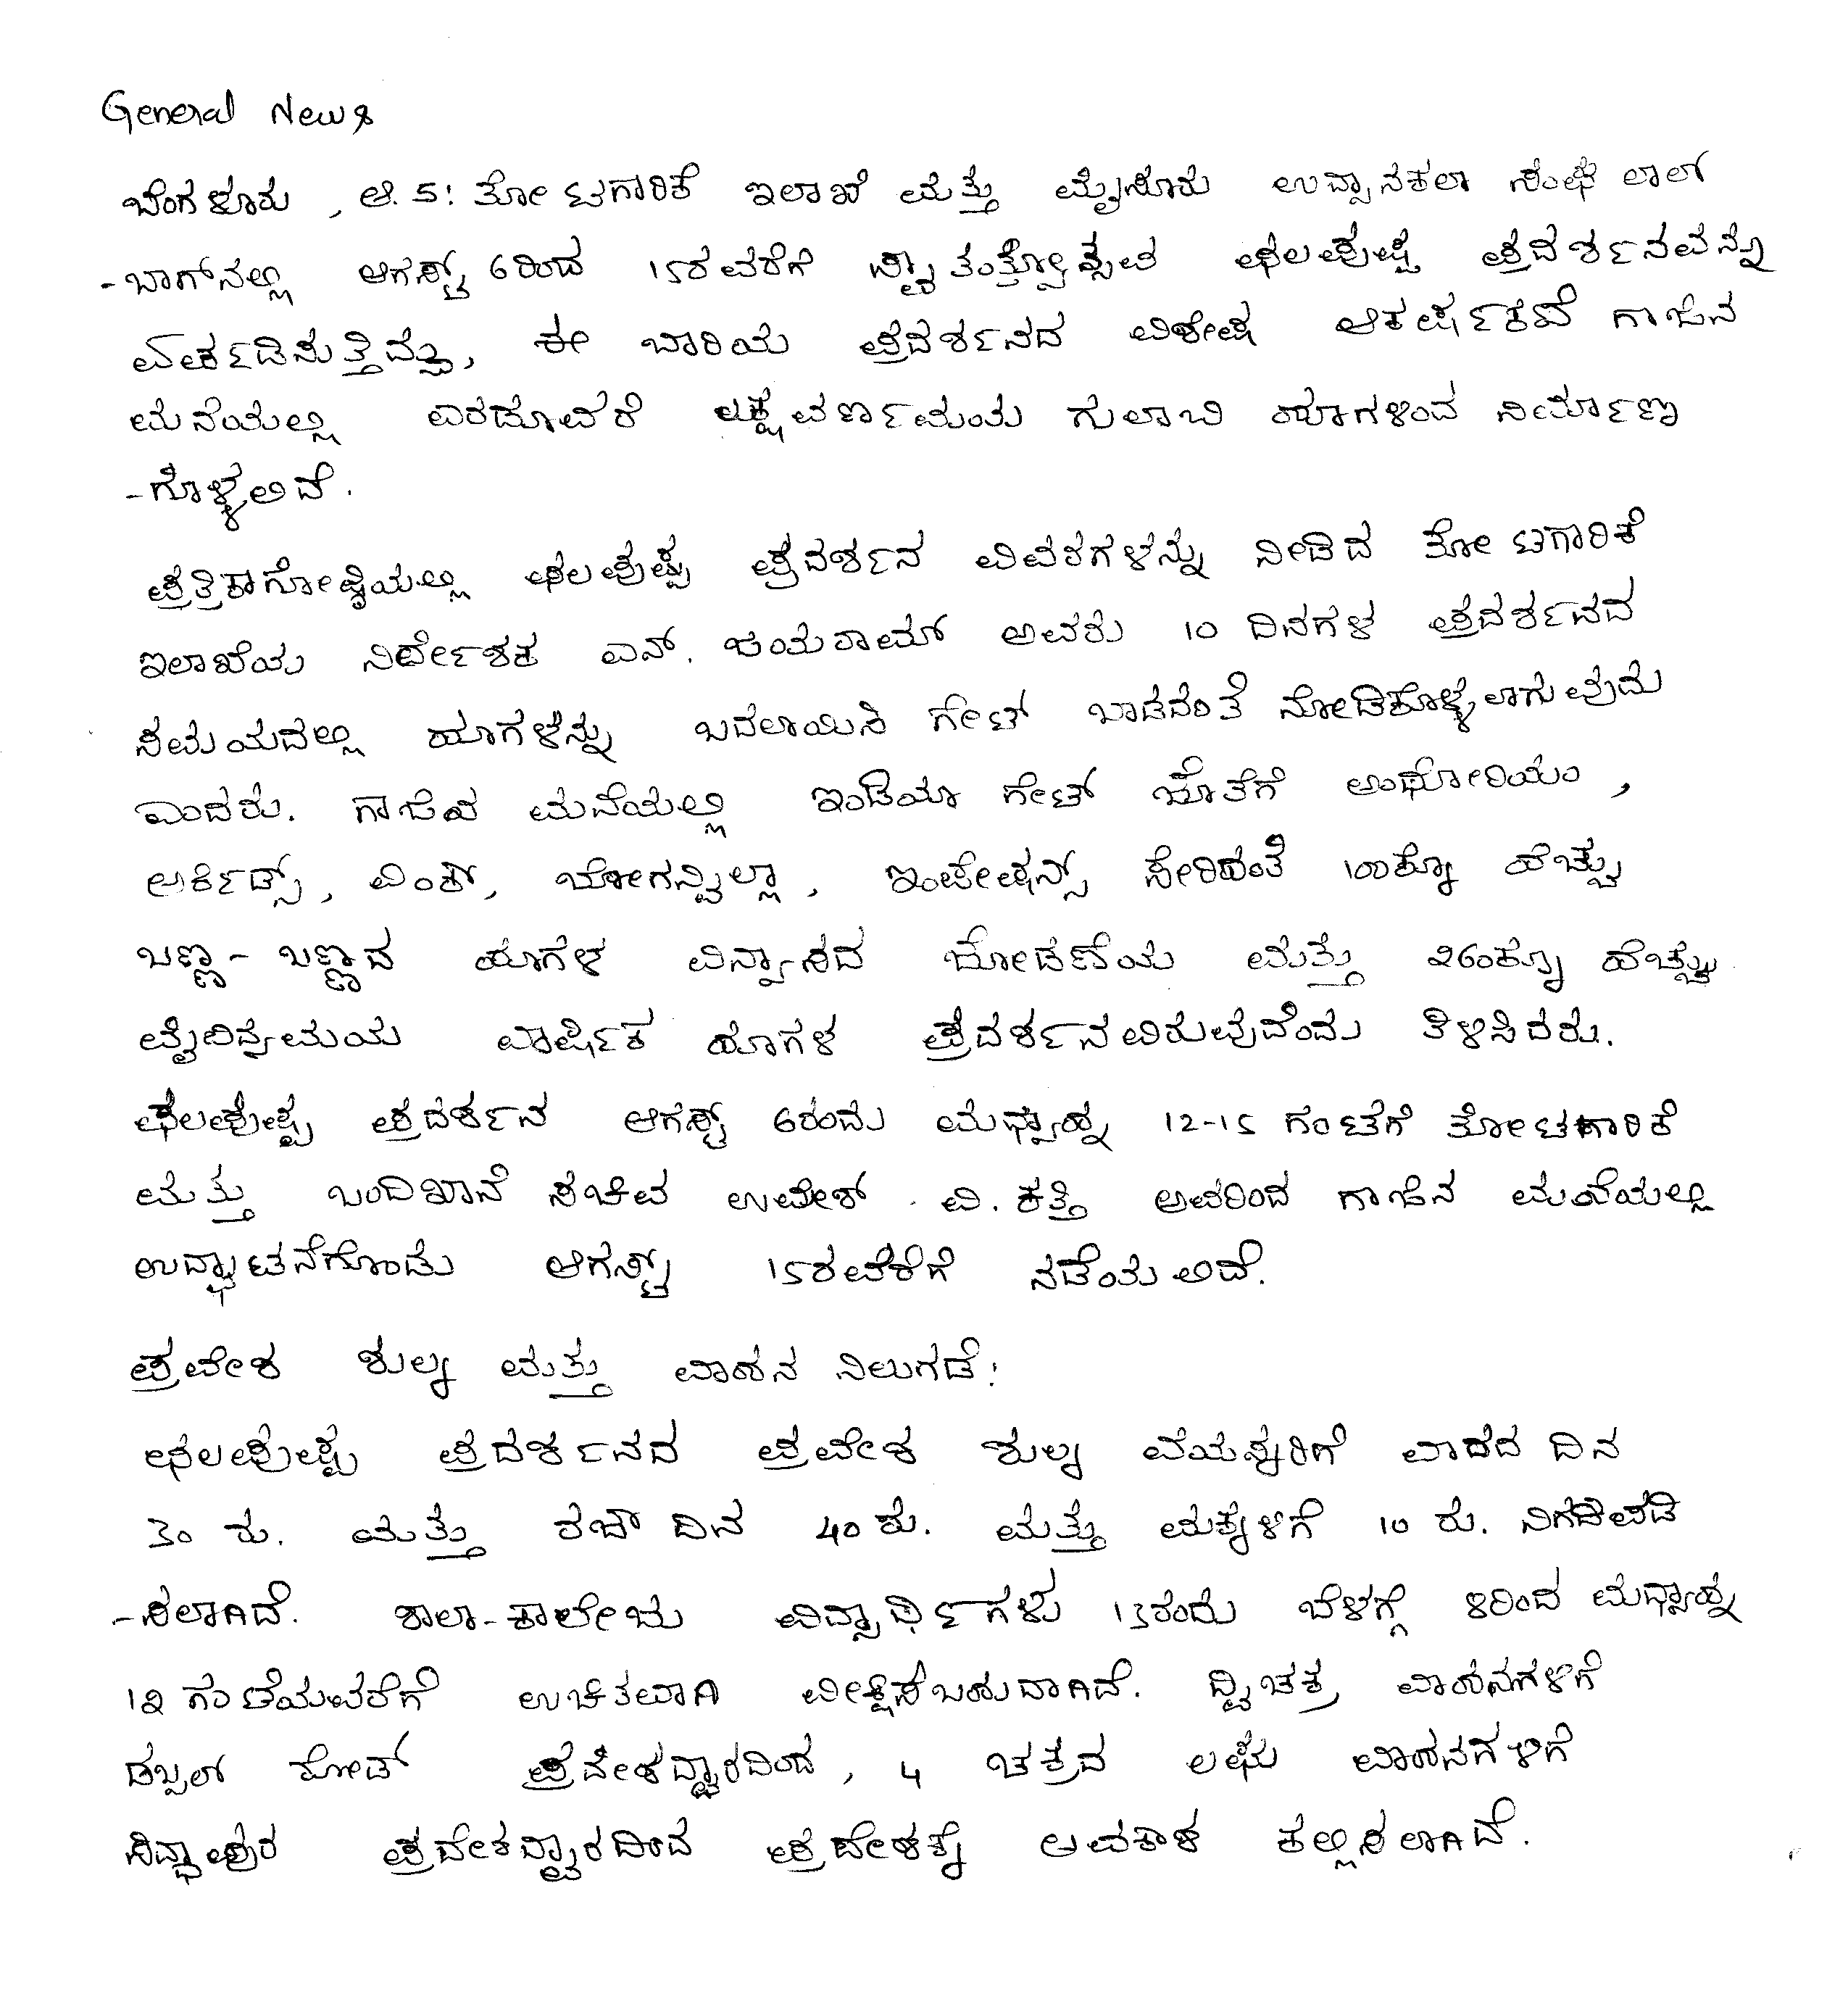 General News
ಬೆಂಗಳೂರು , ಆ. 5: ತೋಟಗಾರಿಕೆ ಇಲಾಖೆ ಮತ್ತು ಮೈಸೂರು ಉದ್ಯಾನಕಲಾ ಸಂಘ ಲಾಲ್
-ಬಾಗ್‌ನಲ್ಲಿ ಆಗಸ್ಟ್ 6ರಿಂದ 15ರವರೆಗೆ ಸ್ವಾತಂತ್ರ್ಯೋತ್ಸವ ಫಲಪುಷ್ಪ ಪ್ರದರ್ಶನವನ್ನು
ಏರ್ಪಡಿಸುತ್ತಿದ್ದು, ಈ ಬಾರಿಯ ಪ್ರದರ್ಶನದ ವಿಶೇಷ ಆಕರ್ಷಣೆ ಗಾಜಿನ
ಮನೆಯಲ್ಲಿ ಎರಡೂವರೆ ಲಕ್ಷ ವರ್ಣಮಯ ಗುಲಾಬಿ ಹೂಗಳಿಂದ ನಿರ್ಮಾಣ
-ಗೊಳ್ಳಲಿದೆ.
ಪತ್ರಿಕಾಗೋಷ್ಠಿಯಲ್ಲಿ ಫಲಪುಷ್ಪ ಪ್ರದರ್ಶನ ವಿವರಗಳನ್ನು ನೀಡಿದ ತೋಟಗಾರಿಕೆ
ಇಲಾಖೆಯ ನಿರ್ದೇಶಕ ಎನ್. ಜಯರಾಮ್ ಅವರು 10 ದಿನಗಳ ಪ್ರದರ್ಶನದ
ಸಮಯದಲ್ಲಿ ಹೂಗಳನ್ನು ಬದಲಾಯಿಸಿ ಗೇಟ್ ಬಾಡದಂತೆ ನೋಡಿಕೊಳ್ಳಲಾಗುವುದು
ಎಂದರು. ಗಾಜಿನ ಮನೆಯಲ್ಲಿ ಇಂಡಿಯಾ ಗೇಟ್ ಜೊತೆಗೆ ಅಂಥೋರಿಯಂ ,
ಅರ್ಕಿಡ್ಸ್ , ವಿಂಕ್, ಬೋಗನ್ವಿಲ್ಲಾ , ಇಂಪೇಷನ್ಸ್ ಸೇರಿದಂತೆ 100ಕ್ಕೂ ಹೆಚ್ಚು
ಬಣ್ಣ- ಬಣ್ಣದ ಹೂಗಳ ವಿನ್ಯಾಸದ ಜೋಡಣೆಯ ಮತ್ತು 260ಕ್ಕೂ ಹೆಚ್ಚು
ವೈವಿಧ್ಯಮಯ ವಾರ್ಷಿಕ ಹೂಗಳ ಪ್ರದರ್ಶನವಿರುವುದೆಂದು ತಿಳಿಸಿದರು.
ಫಲಪುಷ್ಪ ಪ್ರದರ್ಶನ ಆಗಸ್ಟ್ 6ರಂದು ಮಧ್ಯಾಹ್ನ 12-15 ಗಂಟೆಗೆ ತೋಟಗಾರಿಕೆ
ಮತ್ತು ಬಂದಿಖಾನೆ ಸಚಿವ ಉಮೇಶ್ . ವಿ. ಕತ್ತಿ ಅವರಿಂದ ಗಾಜಿನ ಮನೆಯಲ್ಲಿ
ಉದ್ಘಾಟನೆಗೊಂಡು ಆಗಸ್ಟ್ 15ರವರೆಗೆ ನಡೆಯಲಿದೆ.
ಪ್ರವೇಶ ಶುಲ್ಕ ಮತ್ತು ವಾಹನ ನಿಲುಗಡೆ:
ಫಲಪುಷ್ಪ ಪ್ರದರ್ಶನದ ಪ್ರವೇಶ ಶುಲ್ಕ ವಯಸ್ಕರಿಗೆ ವಾರದ ದಿನ
30 ರು. ಮತ್ತು ರಜಾ ದಿನ 40 ರು. ಮತ್ತು ಮಕ್ಕಳಿಗೆ 10 ರು. ನಿಗದಿಪಡಿ
-ಸಲಾಗಿದೆ. ಶಾಲಾ-ಕಾಲೇಜು ವಿದ್ಯಾರ್ಥಿಗಳು 13ರಂದು ಬೆಳಗ್ಗೆ 8ರಿಂದ ಮಧ್ಯಾಹ್ನ
12 ಗಂಟೆಯವರೆಗೆ ಉಚಿತವಾಗಿ ವೀಕ್ಷಿಸಬಹುದಾಗಿದೆ. ದ್ವಿಚಕ್ರ ವಾಹನಗಳಿಗೆ
ಡಬ್ಬಲ್ ರೋಡ್ ಪ್ರವೇಶದ್ವಾರದಿಂದ , 4 ಚಕ್ರದ ಲಘು ವಾಹನಗಳಿಗೆ
ಸಿದ್ಧಾಪುರ ಪ್ರವೇಶದ್ವಾರದಿಂದ ಪ್ರವೇಶಕ್ಕೆ ಅವಕಾಶ ಕಲ್ಪಿಸಲಾಗಿದೆ.